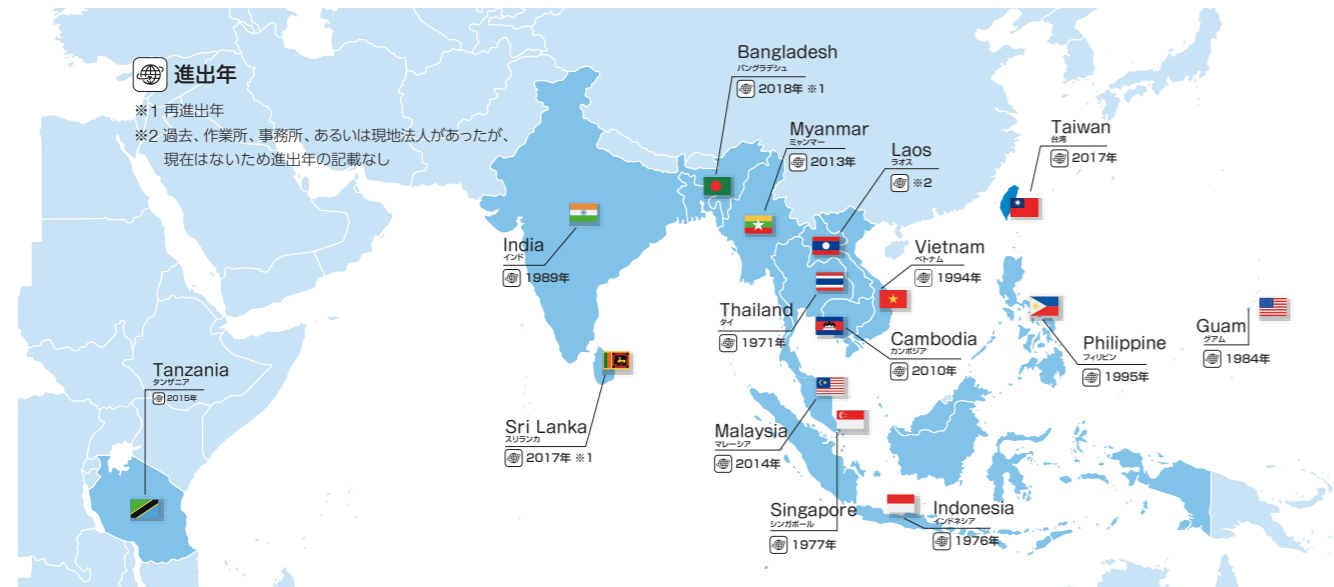 進出年
※1 再進出年
※2 過去、作業所、事務所、あるいは現地法人があったが、
現在はないため進出年の記載なし
Bangladesh
バングラデシュ
2018年 ※1
Myanmar
ミャンマー
2013年
Laos
ラオス
※2
Taiwan
台湾
2017年
India
インド
1989年
Vietnam
ベトナム
1994年
Thailand
タイ
1971年
Cambodia
カンボジア
2010年
Philippine
フィリピン
1995年
Guam
グアム
1984年
Tanzania
タンザニア
2015年
Sri Lanka
スリランカ
2017年 ※1
Malaysia
マレーシア
2014年
Singapore
シンガポール
1977年
Indonesia
インドネシア
1976年